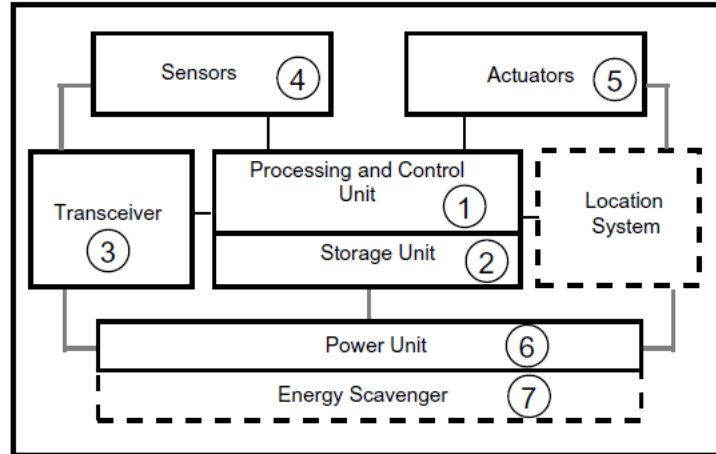 Sensors
4
Actuators
5
Processing and Control
Unit
1
Transceiver
3
Location
System
Storage Unit
2
Power Unit
6
Energy Scavenger
7